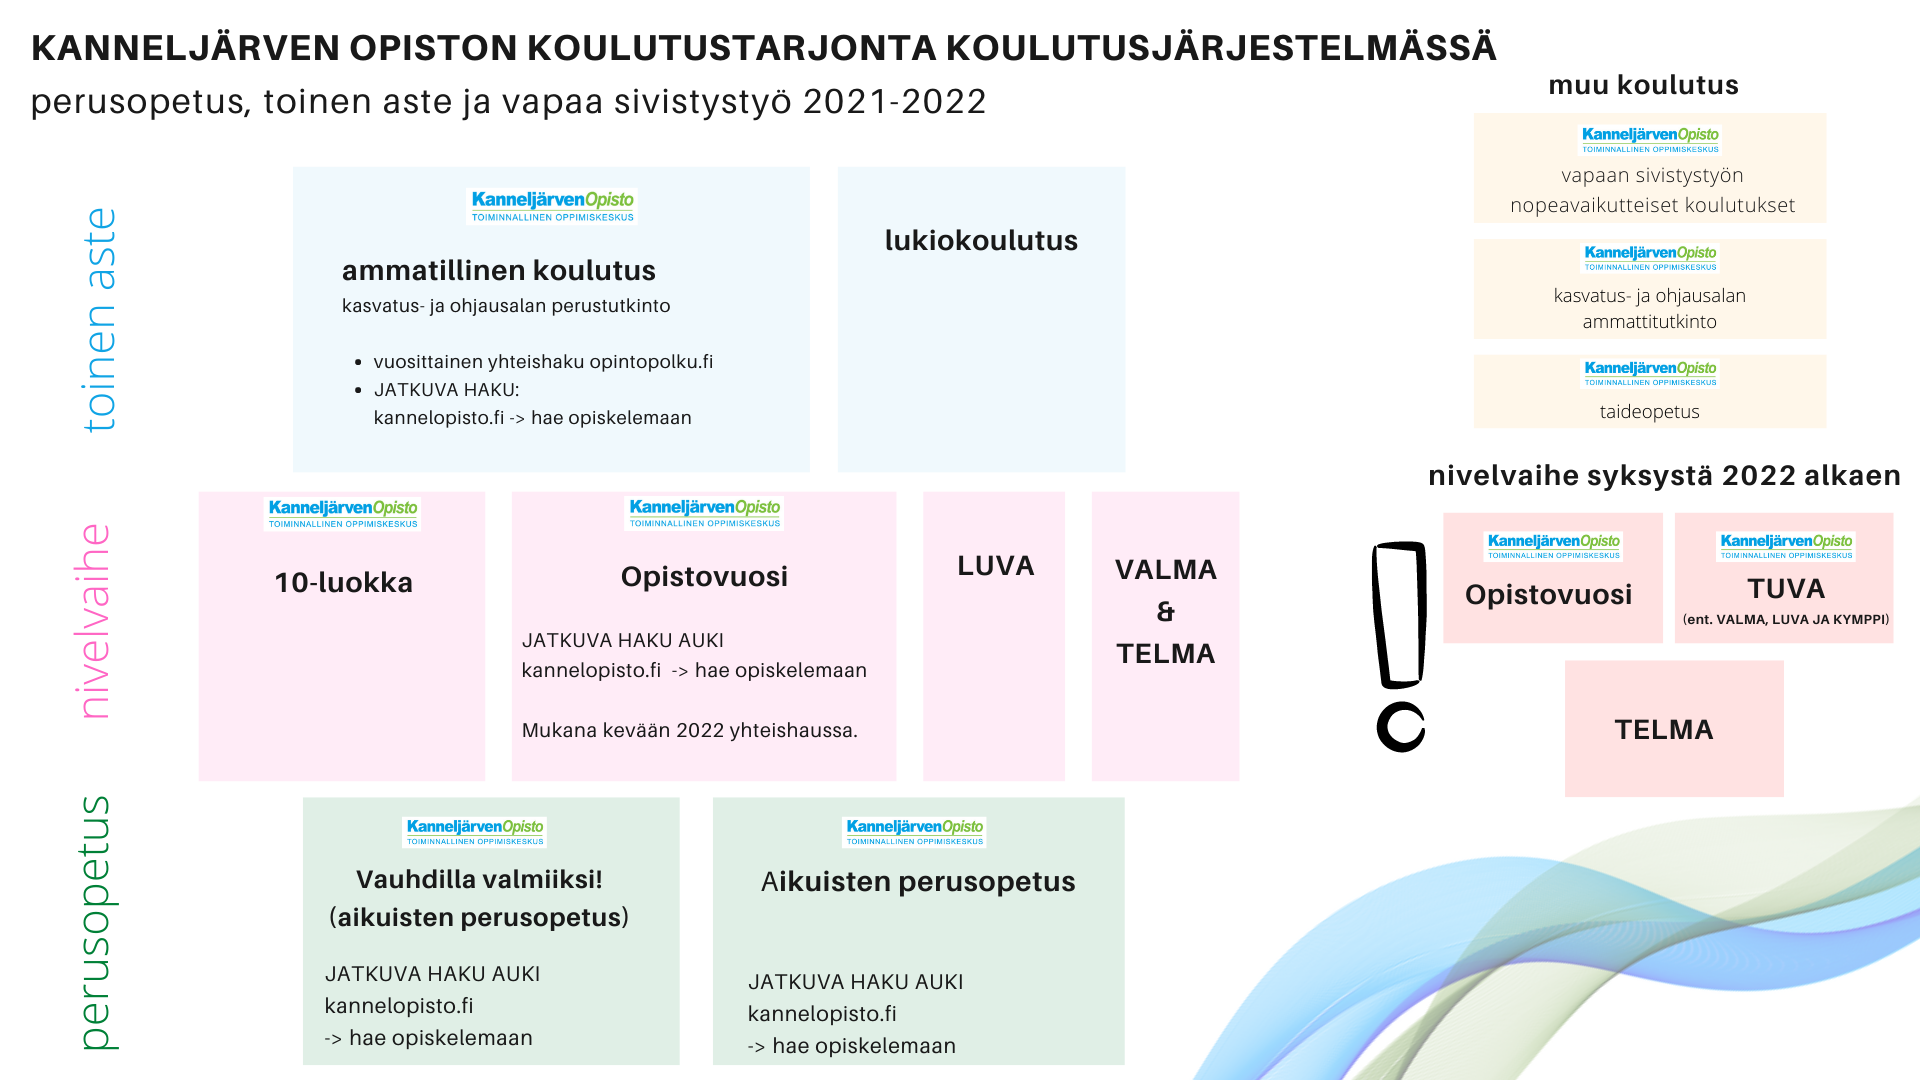 KANNELJÄRVEN OPISTON KOULUTUSTARJONTA KOULUTUSJÄRJESTELMÄSSÄ
perusopetus, toinen aste ja vapaa sivistystyö 2021-2022
toinen aste
KanneljärvenOpisto
TOIMINNALLINEN OPPIMISKESKUS
ammatillinen koulutus
kasvatus- ja ohjausalan perustutkinto
• vuosittainen yhteishaku opintopolku.fi
• JATKUVA HAKU:
kannelopisto.fi -> hae opiskelemaan
lukiokoulutus
nivelvaihe
KanneljärvenOpisto
TOIMINNALLINEN OPPIMISKESKUS
10-luokka
KanneljärvenOpisto
TOIMINNALLINEN OPPIMISKESKUS
Opistovuosi
JATKUVA HAKU AUKI
kannelopisto.fi -> hae opiskelemaan
Mukana kevään 2022 yhteishaussa.
LUVA
VALMA
&
TELMA
perusopetus
KanneljärvenOpisto
TOIMINNALLINEN OPPIMISKESKUS
Vauhdilla valmiiksi!
(aikuisten perusopetus)
JATKUVA HAKU AUKI
kannelopisto.fi
-> hae opiskelemaan
KanneljärvenOpisto
TOIMINNALLINEN OPPIMISKESKUS
Aikuisten perusopetus
JATKUVA HAKU AUKI
kannelopisto.fi
-> hae opiskelemaan
muu koulutus
KanneljärvenOpisto
TOIMINNALLINEN OPPIMISKESKUS
vapaan sivistystyön
nopeavaikutteiset koulutukset
KanneljärvenOpisto
TOIMINNALLINEN OPPIMISKESKUS
kasvatus- ja ohjausalan
ammattitutkinto
KanneljärvenOpisto
TOIMINNALLINEN OPPIMISKESKUS
taideopetus
nivelvaihe syksystä 2022 alkaen
!
KanneljärvenOpisto
TOIMINNALLINEN OPPIMISKESKUS
Opistovuosi
KanneljärvenOpisto
TOIMINNALLINEN OPPIMISKESKUS
TUVA
(ent. VALMA, LUVA JA KYMPPI)
TELMA